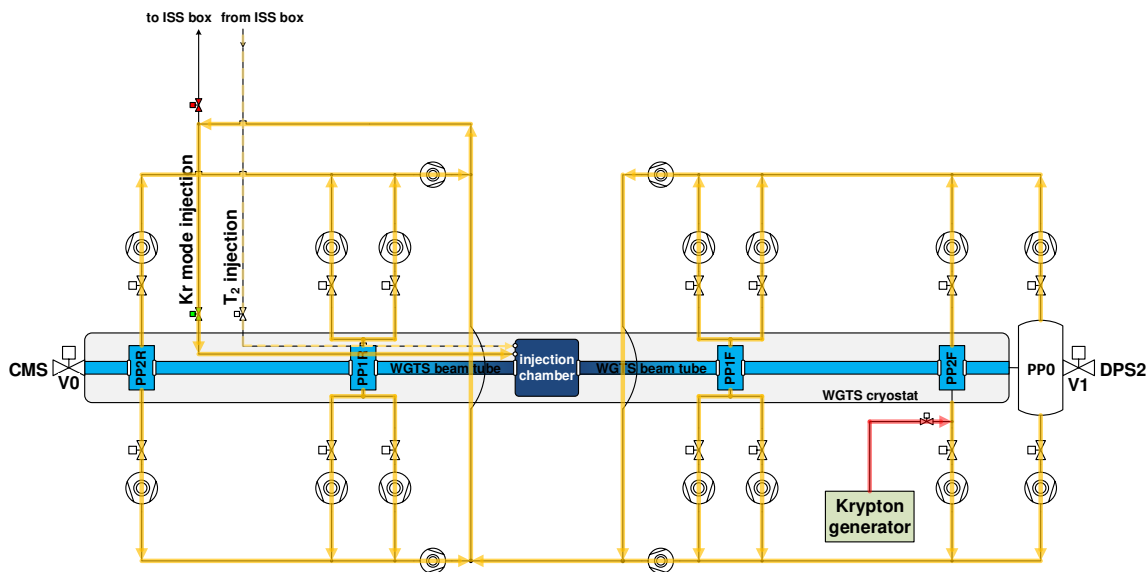 to ISS box
from ISS box
Kr mode injection
T₂ injection
CMS
V0
PP2R
PP1R
WGTS beam tube
injection
chamber
WGTS beam tube
PP1F
PP2F
WGTS cryostat
PP0
V1
DPS2
Krypton
generator